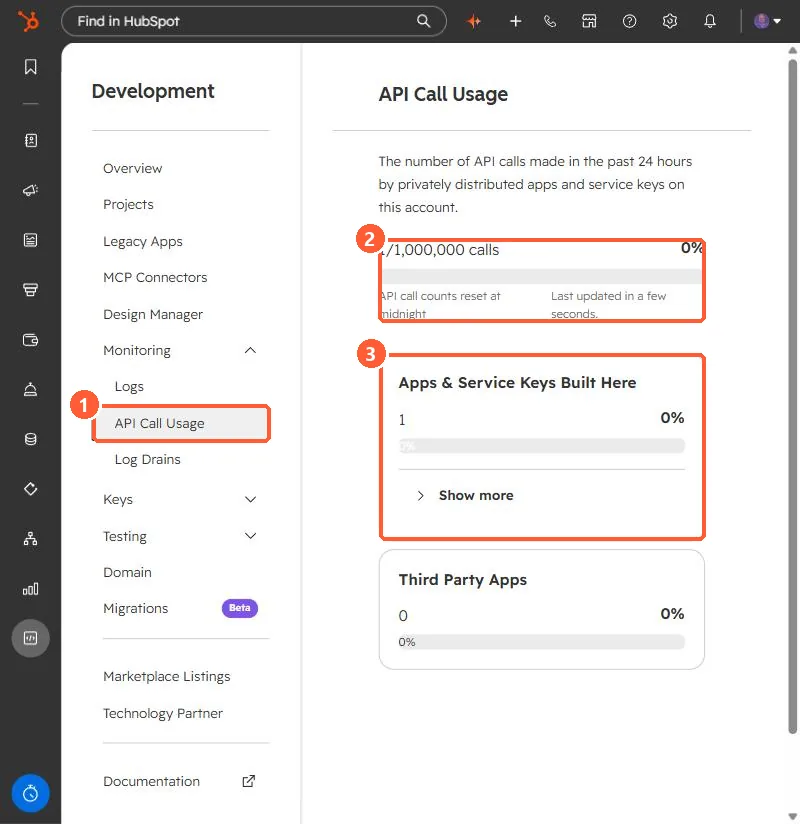 Find in HubSpot
Development
Overview
Projects
Legacy Apps
MCP Connectors
Design Manager
Monitoring
Logs
1
API Call Usage
Log Drains
Keys
Testing
Domain
Migrations Beta
Marketplace Listings
Technology Partner
Documentation
API Call Usage
The number of API calls made in the past 24 hours
by privately distributed apps and service keys on
this account.
2
1/1,000,000 calls 0%
API call counts reset at
midnight
Last updated in a few
seconds.
3
Apps & Service Keys Built Here
1 0%
0%
Show more
Third Party Apps
0 0%
0%